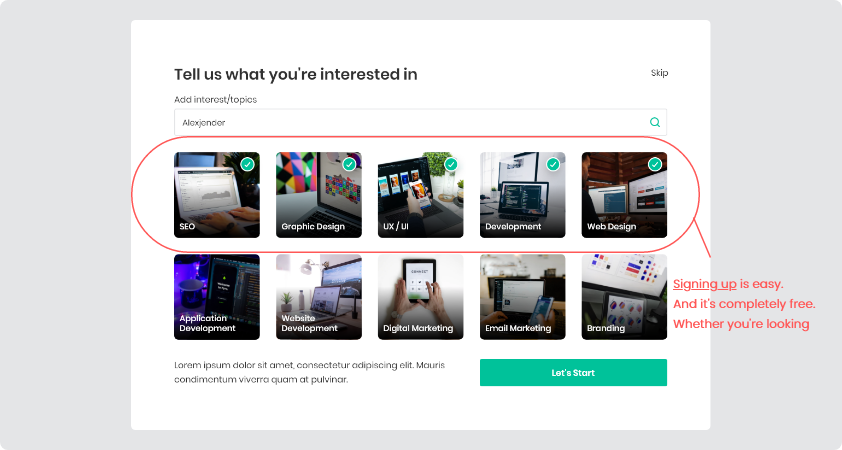 Tell us what you're interested in
Skip
Add interest/topics
Alexjender
SEO
Graphic Design
UX / UI
Development
Web Design
Application
Development
Website
Development
Digital Marketing
Email Marketing
Branding
Signing up is easy.
And it's completely free.
Whether you're looking
Lorem ipsum dolor sit amet, consectetur adipiscing elit. Mauris
condimentum viverra quam at pulvinar.
Let's Start